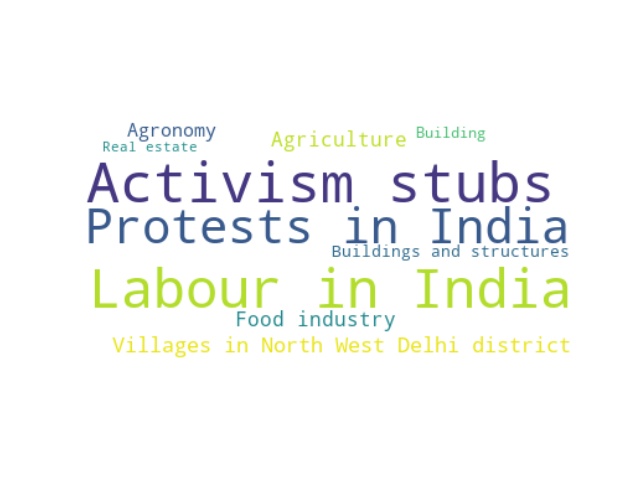 Agronomy
Agriculture
Building
Real estate
Activism stubs
Protests in India
Buildings and structures
Labour in India
Food industry
Villages in North West Delhi district